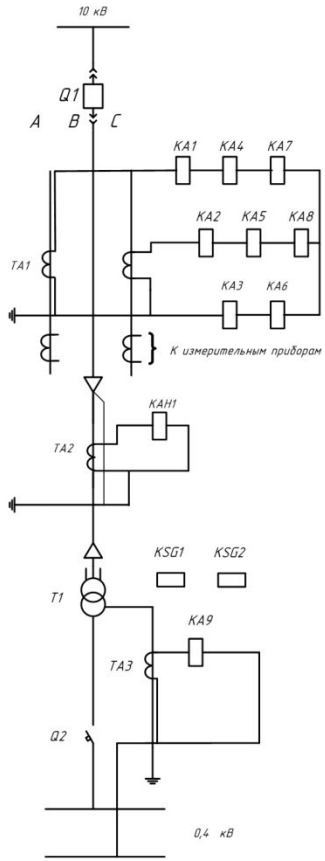 10 кВ
Q1
A B C
KA1 KA4 KA7
KA2 KA5 KA8
TA1
KA3 KA6
К измерительным приборам
KAH1
TA2
KSG1 KSG2
T1
KA9
TA3
Q2
0,4 кВ